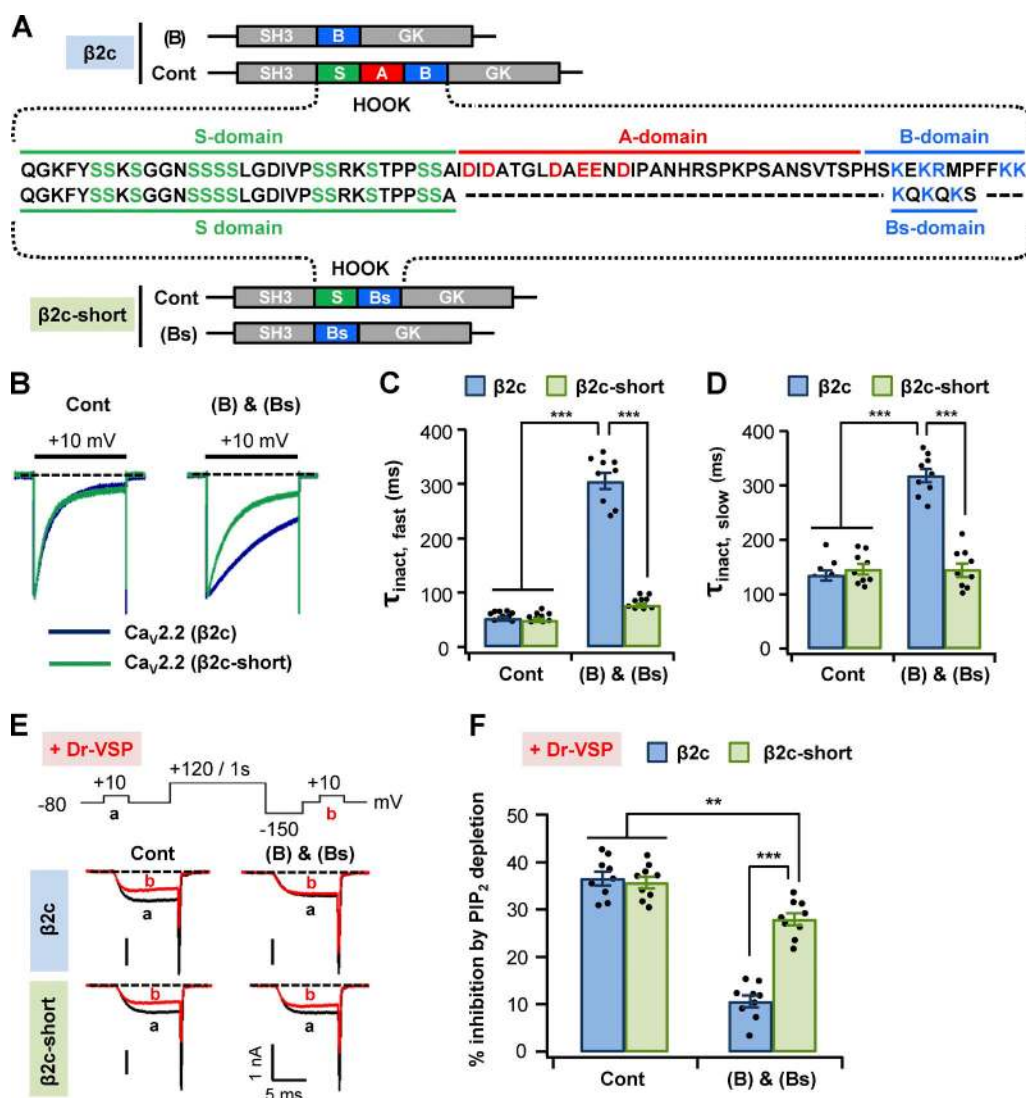 A
β2c
(B)
SH3 B GK
Cont
SH3 S A B GK
HOOK
S-domain A-domain B-domain
QGKFYSSKSGGNSSSSLGDIVPSSRKSTPPSSAIDIDATGLDAEENDIPANHRSPKPSANSVTSPHSKEKRMPFFKK
QGKFYSSKSGGNSSSSLGDIVPSSRKSTPPSSA KQKQKS
S domain Bs-domain
HOOK
β2c-short
Cont
SH3 S Bs GK
(Bs)
SH3 Bs GK
B
Cont (B) & (Bs)
+10 mV +10 mV
CaV2.2 (β2c)
CaV2.2 (β2c-short)
C
β2c β2c-short
*** ***
τinact, fast (ms)
400
300
200
100
0
Cont (B) & (Bs)
D
β2c β2c-short
*** ***
τinact, slow (ms)
400
300
200
100
0
Cont (B) & (Bs)
E
+ Dr-VSP
+10 +120 / 1s +10
-80 a -150 b mV
Cont (B) & (Bs)
β2c
b b
a a
β2c-short
b b
a a
1 nA
5 ms
F
+ Dr-VSP β2c β2c-short
**
***
% inhibition by PIP2 depletion
50
40
30
20
10
0
Cont (B) & (Bs)